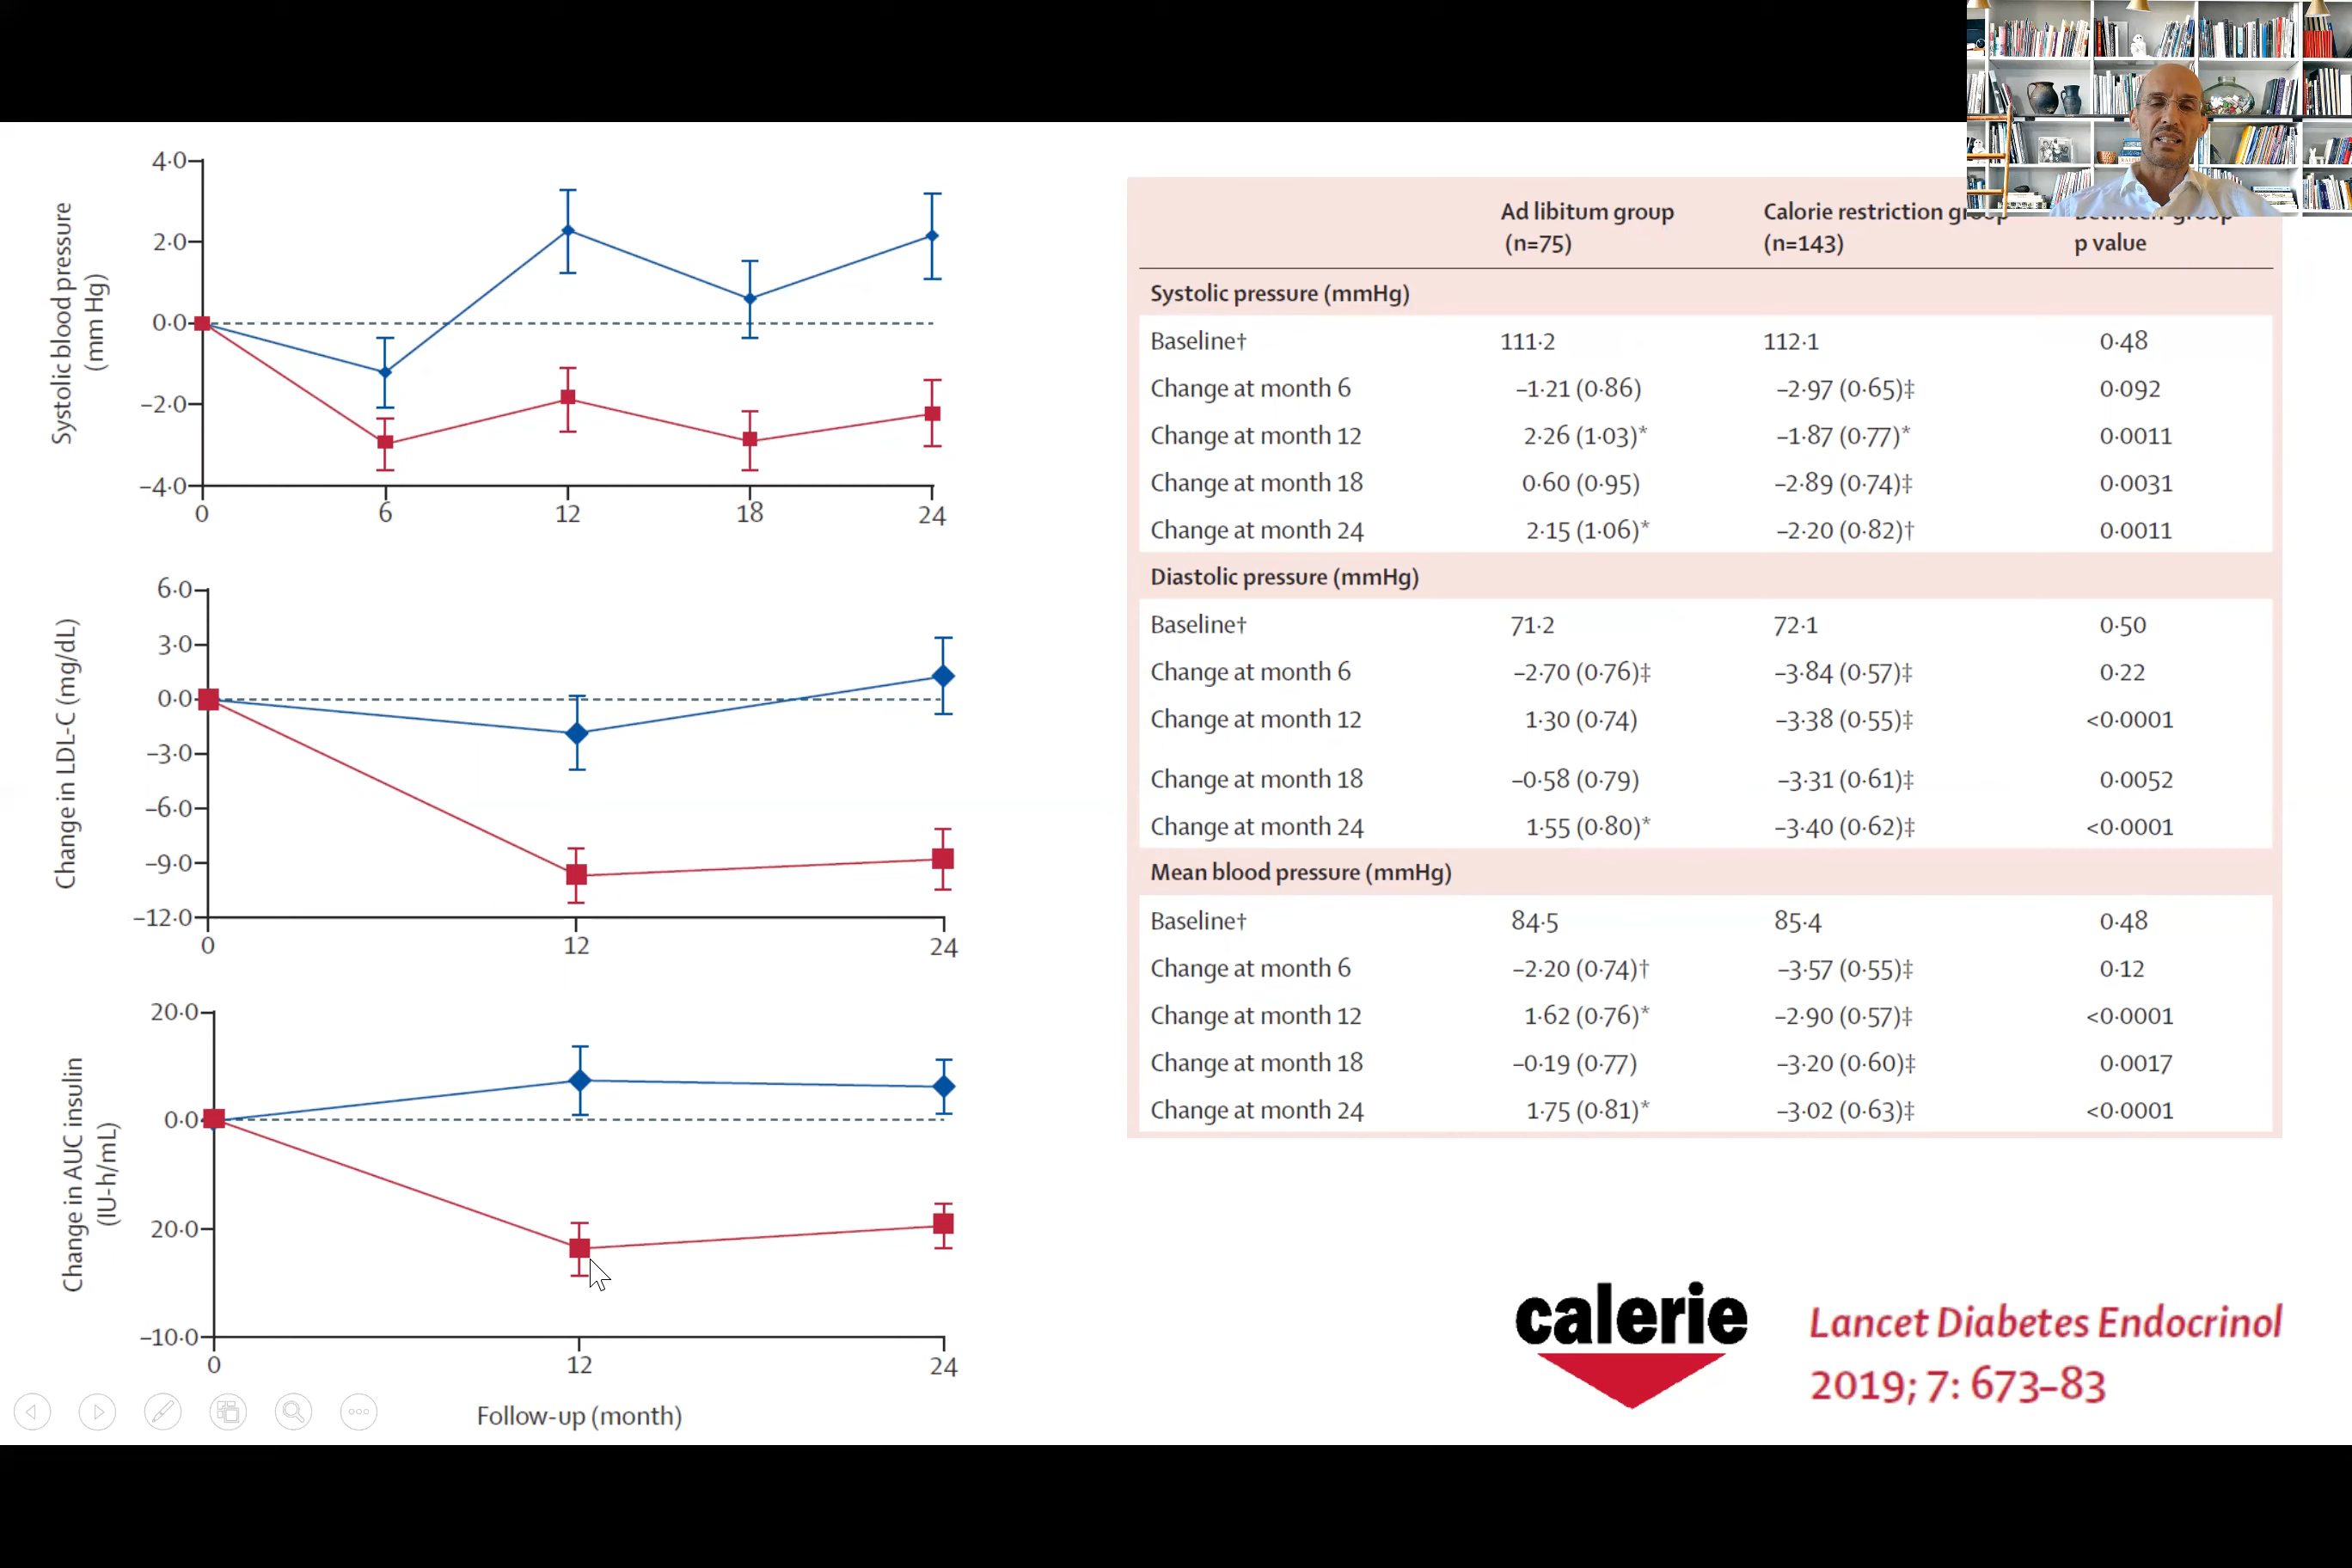 4·0
2·0
0·0
–2·0
–4·0
0 6 12 18 24
Systolic blood pressure
(mm Hg)
6·0
3·0
0·0
–3·0
–6·0
–9·0
–12·0
0 12 24
Change in LDL-C (mg/dL)
20·0
0·0
20·0
–10·0
0 12 24
Change in AUC insulin
(IU-h/mL)
Follow-up (month)
Ad libitum group Calorie restriction group Between-group
(n=75) (n=143) p value
Systolic pressure (mmHg)
Baseline† 111·2 112·1 0·48
Change at month 6 –1·21 (0·86) –2·97 (0·65)‡ 0·092
Change at month 12 2·26 (1·03)* –1·87 (0·77)* 0·0011
Change at month 18 0·60 (0·95) –2·89 (0·74)‡ 0·0031
Change at month 24 2·15 (1·06)* –2·20 (0·82)† 0·0011
Diastolic pressure (mmHg)
Baseline† 71·2 72·1 0·50
Change at month 6 –2·70 (0·76)‡ –3·84 (0·57)‡ 0·22
Change at month 12 1·30 (0·74) –3·38 (0·55)‡ <0·0001
Change at month 18 –0·58 (0·79) –3·31 (0·61)‡ 0·0052
Change at month 24 1·55 (0·80)* –3·40 (0·62)‡ <0·0001
Mean blood pressure (mmHg)
Baseline† 84·5 85·4 0·48
Change at month 6 –2·20 (0·74)† –3·57 (0·55)‡ 0·12
Change at month 12 1·62 (0·76)* –2·90 (0·57)‡ <0·0001
Change at month 18 –0·19 (0·77) –3·20 (0·60)‡ 0·0017
Change at month 24 1·75 (0·81)* –3·02 (0·63)‡ <0·0001
calerie
Lancet Diabetes Endocrinol
2019; 7: 673–83